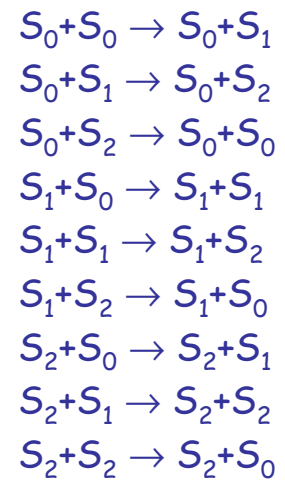 S₀+S₀ → S₀+S₁
S₀+S₁ → S₀+S₂
S₀+S₂ → S₀+S₀
S₁+S₀ → S₁+S₁
S₁+S₁ → S₁+S₂
S₁+S₂ → S₁+S₀
S₂+S₀ → S₂+S₁
S₂+S₁ → S₂+S₂
S₂+S₂ → S₂+S₀